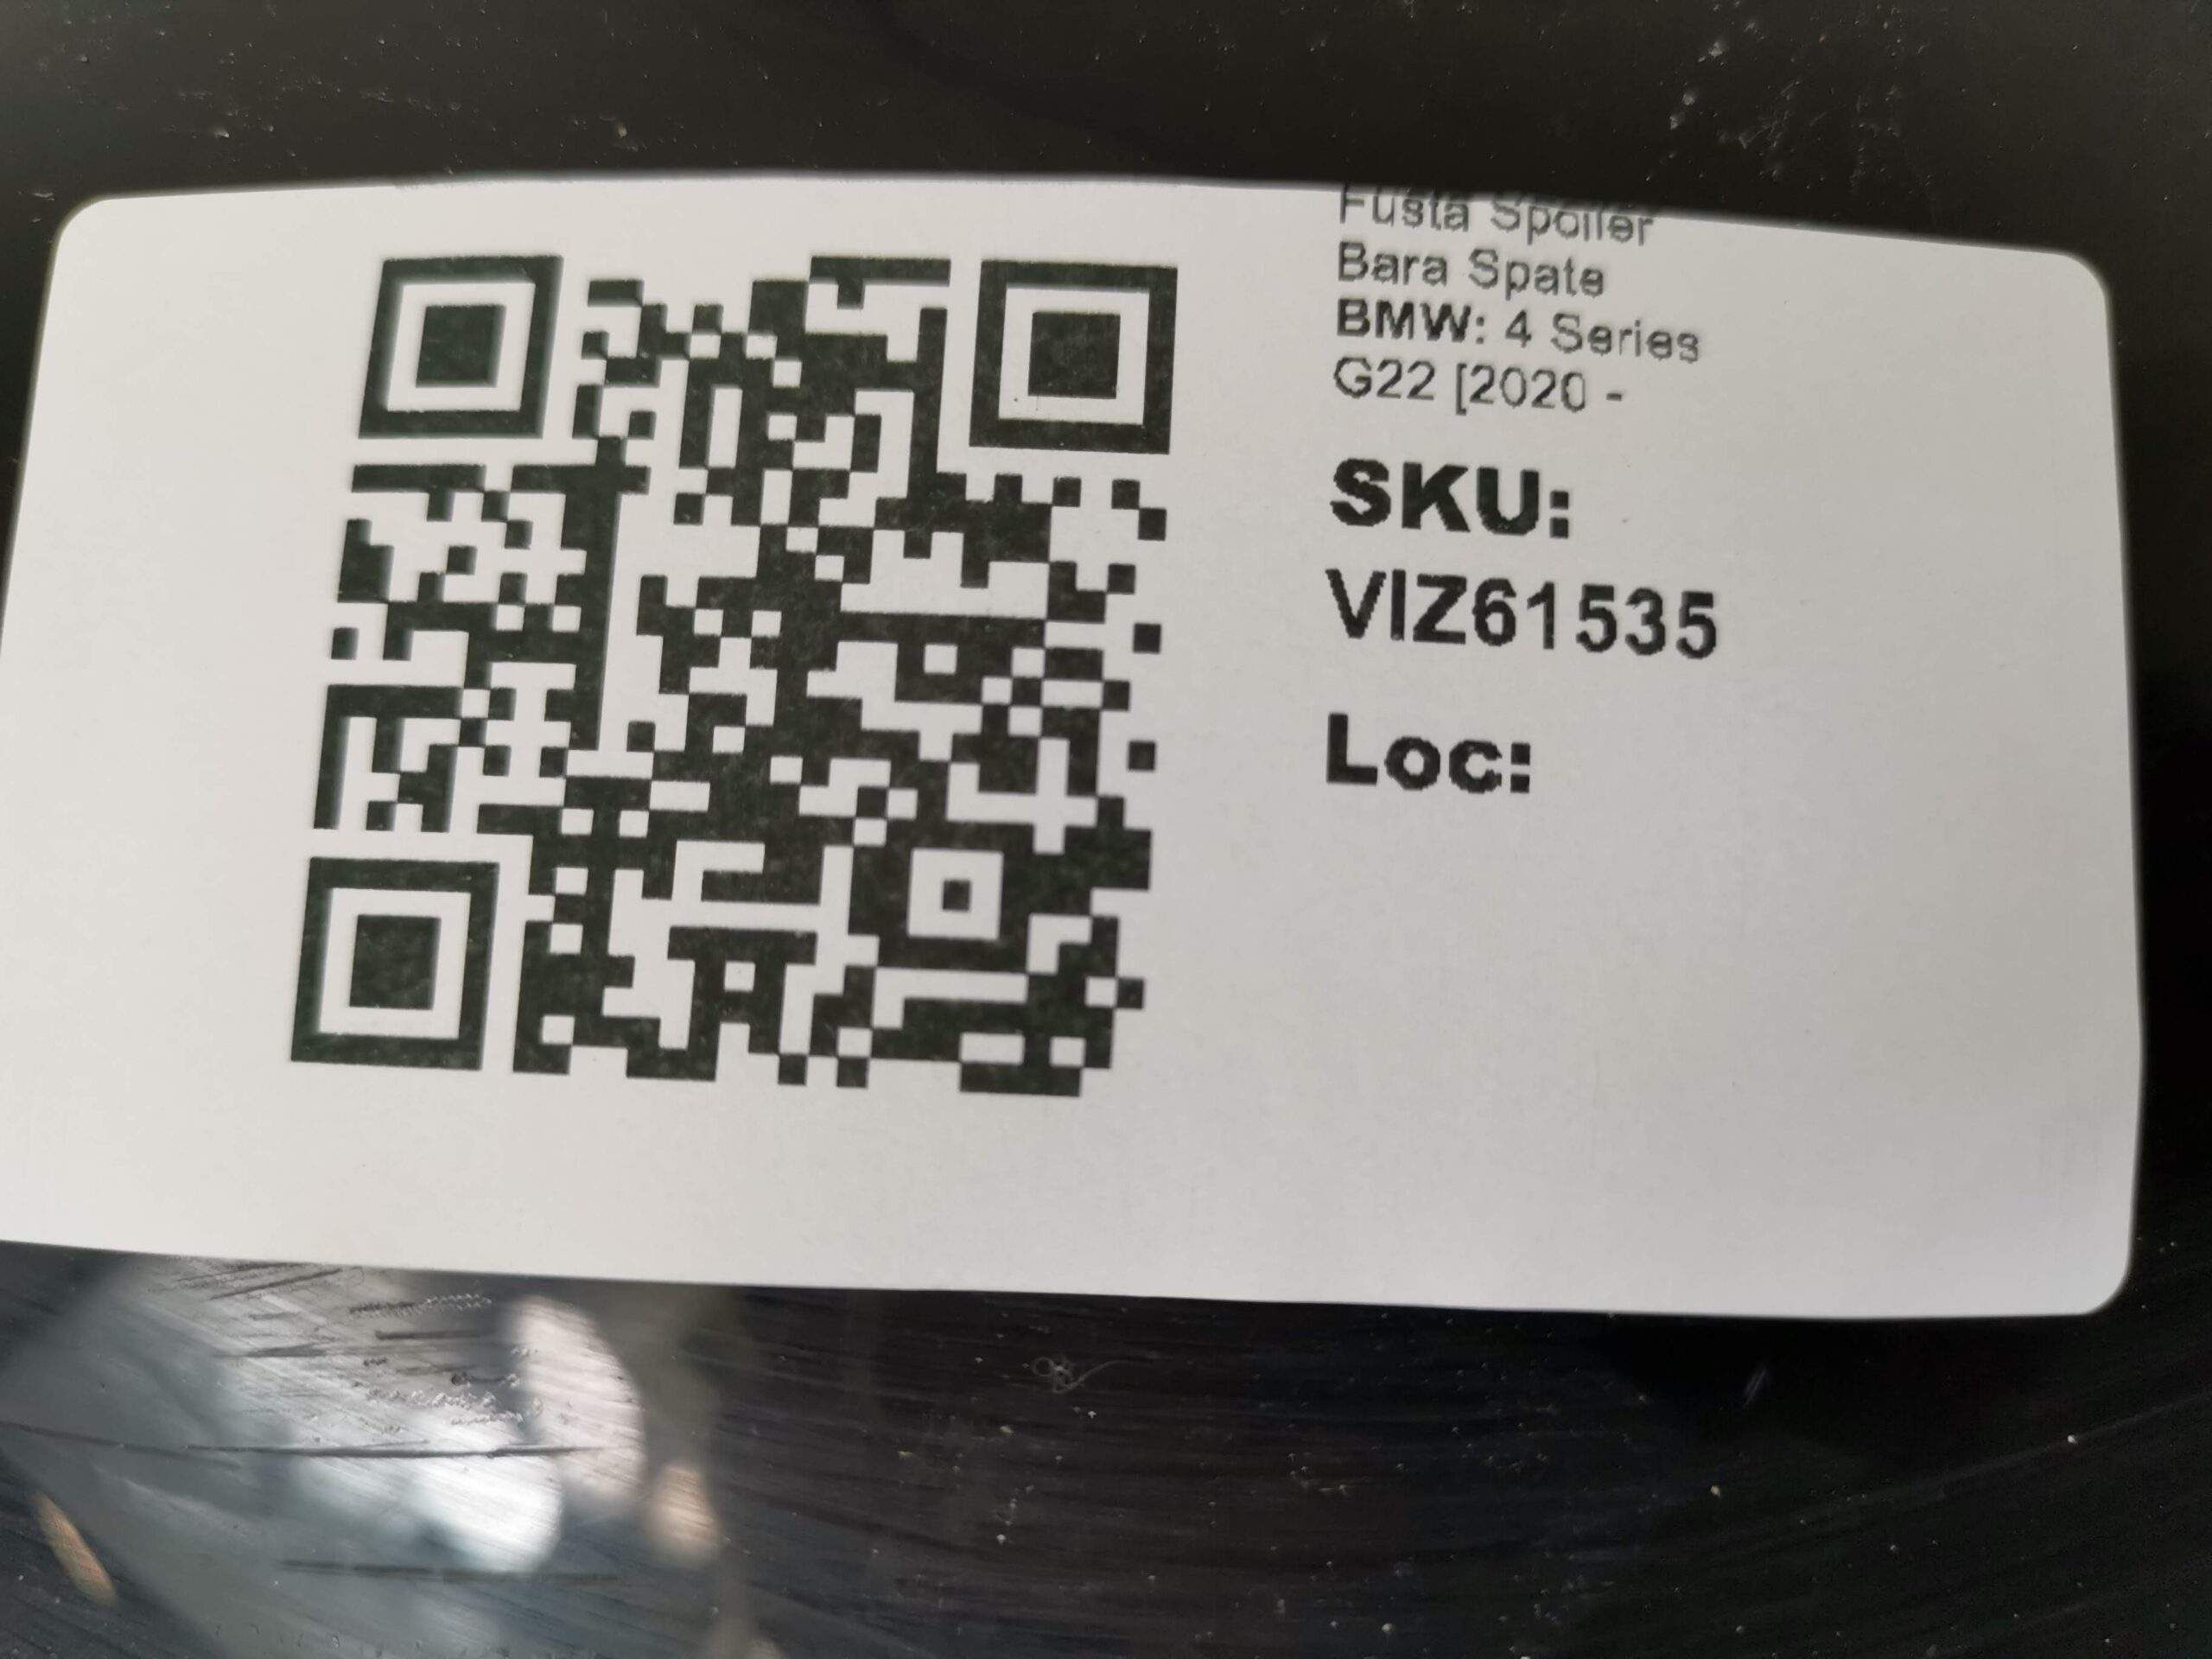 Fusta Spoiler
Bara Spate
BMW: 4 Series
G22 [2020 -
SKU:
VIZ61535
Loc: